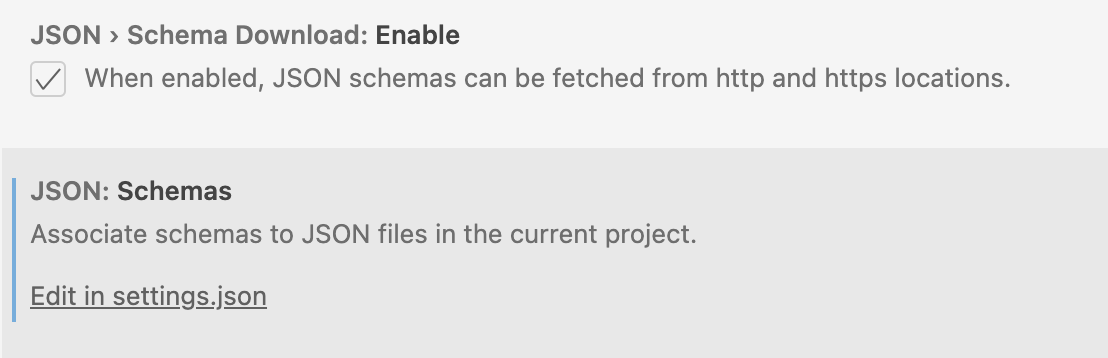 JSON › Schema Download: Enable
When enabled, JSON schemas can be fetched from http and https locations.
JSON: Schemas
Associate schemas to JSON files in the current project.
Edit in settings.json